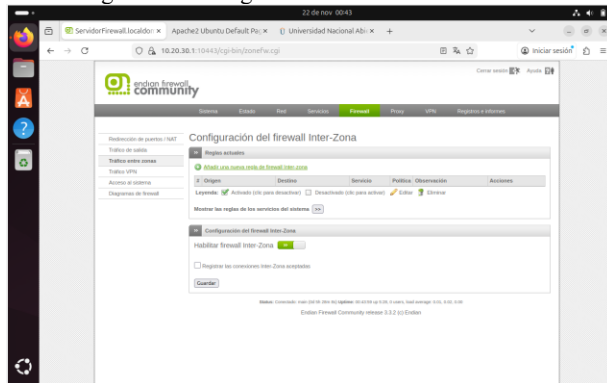 22 de nov 00:43
ServidorFirewall.localdom
Apache2 Ubuntu Default Pag
Universidad Nacional Abie
10.20.30.1:10443/cgi-bin/zonefw.cgi
Iniciar sesión
endian firewall
community
Cerrar sesión Ayuda
Sistema Estado Red Servicios Firewall Proxy VPN Registros e informes
Redirección de puertos / NAT
Tráfico de salida
Tráfico entre zonas
Tráfico VPN
Acceso al sistema
Diagramas de firewall
Configuración del firewall Inter-Zona
Reglas actuales
Añadir una nueva regla de firewall inter-zona
# Origen Destino Servicio Política Observación Acciones
Leyenda: Activado (clic para desactivar) Desactivado (clic para activar) Editar Eliminar
Mostrar las reglas de los servicios del sistema >>
Configuración del firewall Inter-Zona
Habilitar firewall Inter-Zona
Registrar las conexiones Inter-Zona aceptadas.
Guardar
Endian Firewall Community release 3.3.2 (c) Endian